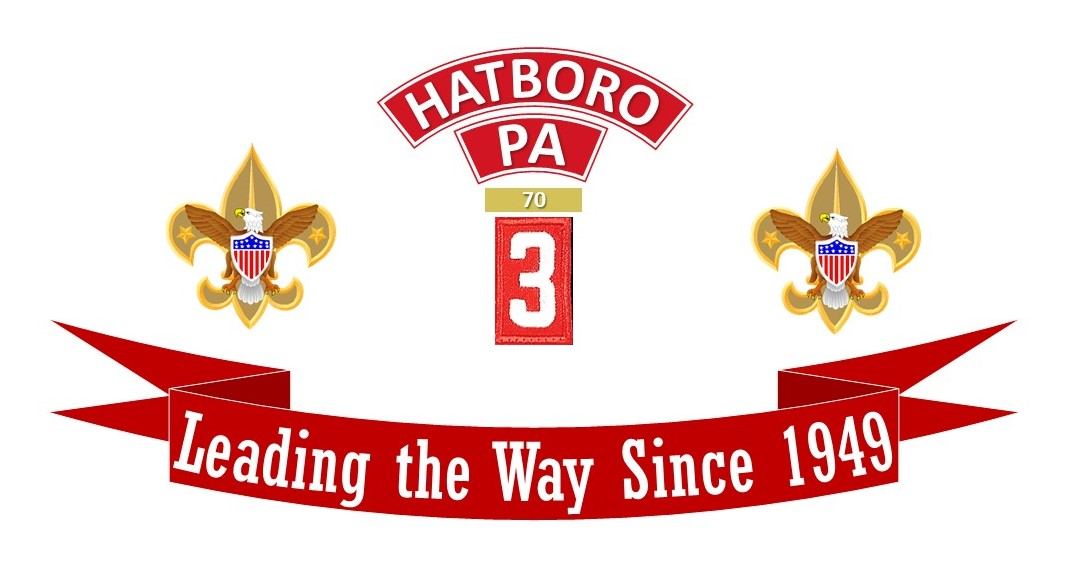 HATBORO
PA
70
3
Leading the Way Since 1949